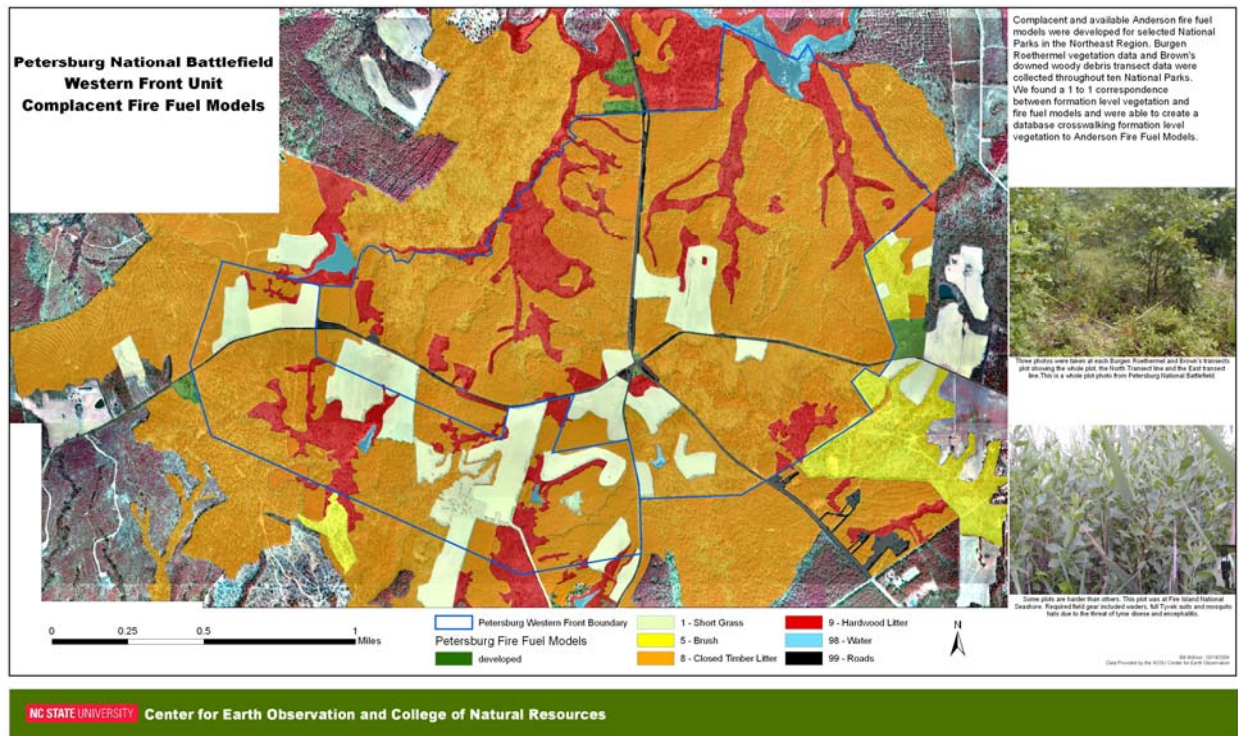 Petersburg National Battlefield
Western Front Unit
Complacent Fire Fuel Models
Complacent and available Anderson fire fuel
models were developed for selected National
Parks in the Northeast Region. Burgen
Roethermel vegetation data and Brown's
downed woody debris transect data were
collected throughout ten National Parks.
We found a 1 to 1 correspondence
between formation level vegetation and
fire fuel models and were able to create a
database crosswalking formation level
vegetation to Anderson Fire Fuel Models.
Three photos were taken at each Burgen Roethermel and Brown's transects
plot showing the whole plot, the North Transect line and the East transect
line. This is a whole plot photo from Petersburg National Battlefield.
Some plots are harder than others. This plot was at Fire Island National
Seashore. Required field gear included waders, full Tyvek suits and mosquito
hats due to the threat of lyme disese and encephalitis.
0 0.25 0.5 1
Miles
Petersburg Western Front Boundary
Petersburg Fire Fuel Models
developed
1 - Short Grass
5 - Brush
8 - Closed Timber Litter
9 - Hardwood Litter
98 - Water
99 - Roads
N
Data Provided by the NCSU Center for Earth Observation
NC STATE UNIVERSITY Center for Earth Observation and College of Natural Resources